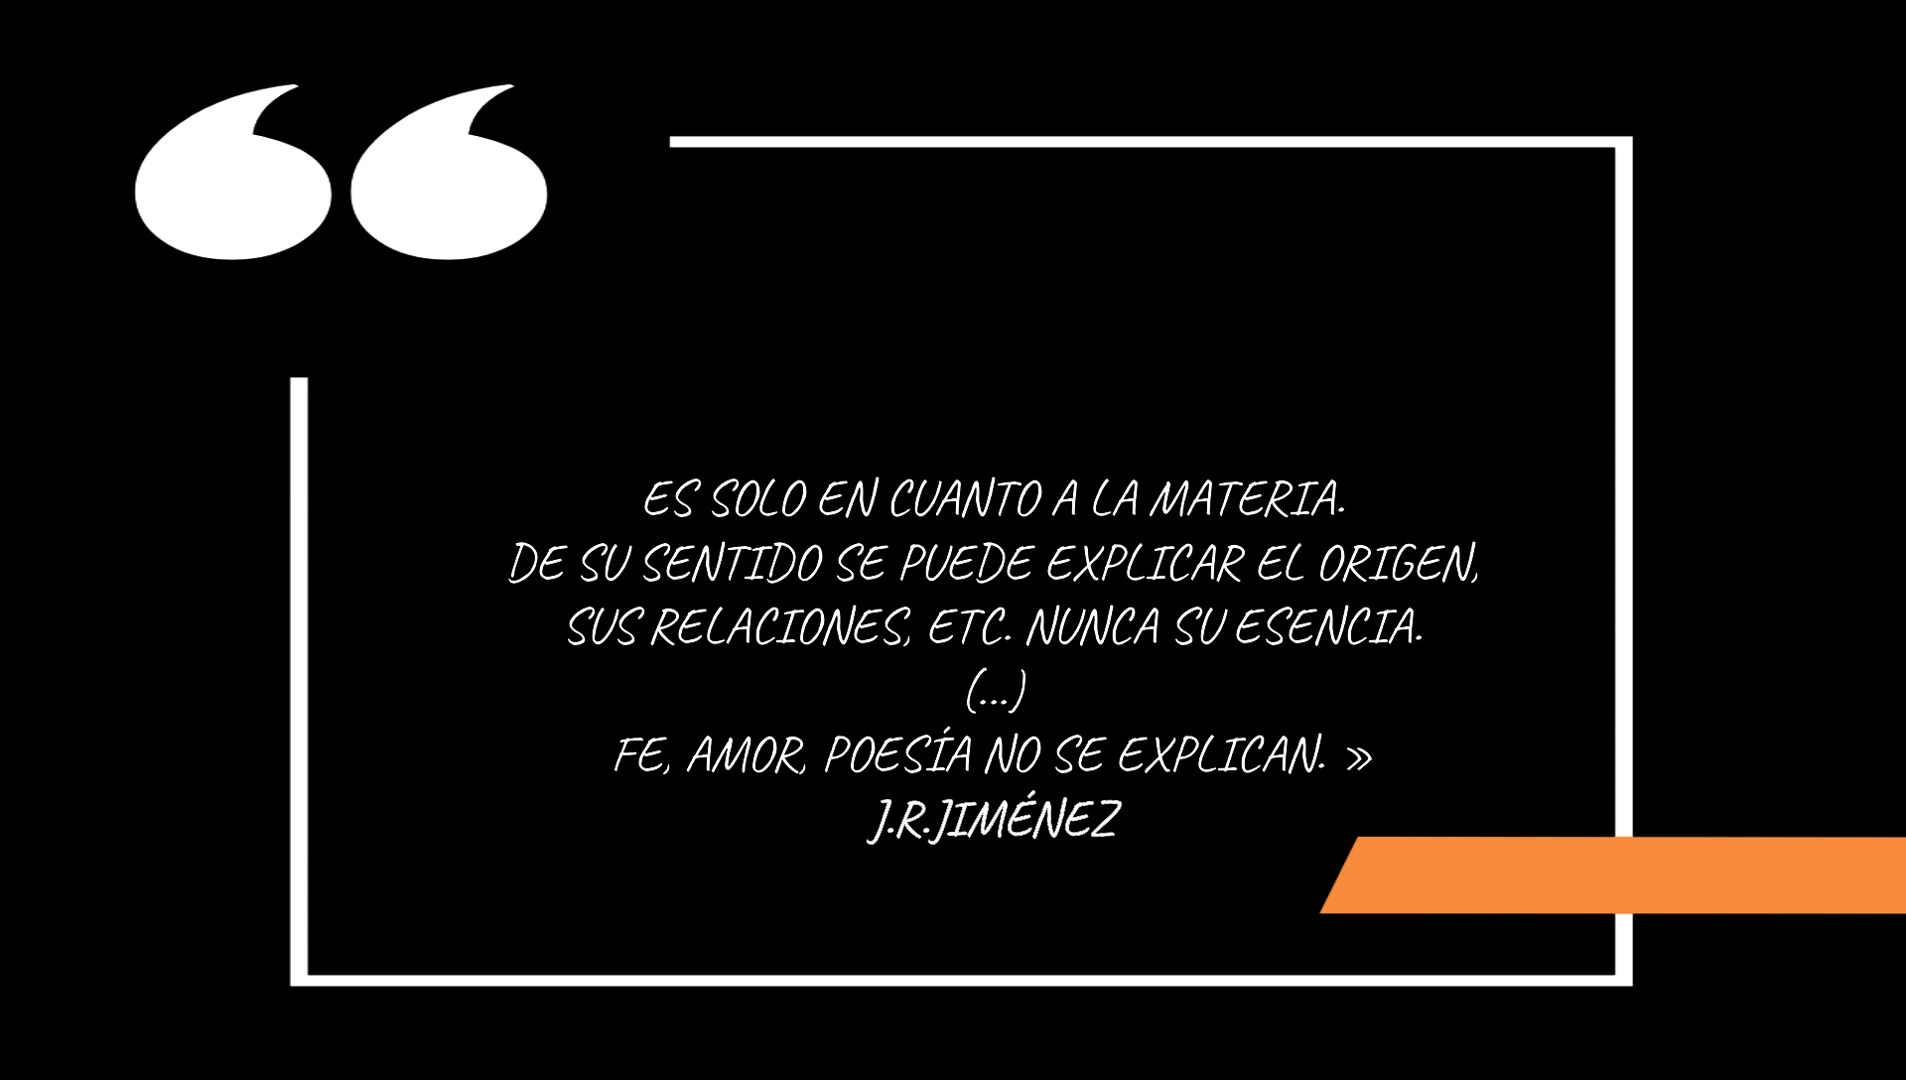 ES SOLO EN CUANTO A LA MATERIA.
DE SU SENTIDO SE PUEDE EXPLICAR EL ORIGEN,
SUS RELACIONES, ETC. NUNCA SU ESENCIA.
(...)
FE, AMOR, POESÍA NO SE EXPLICAN. »
J.R.JIMÉNEZ